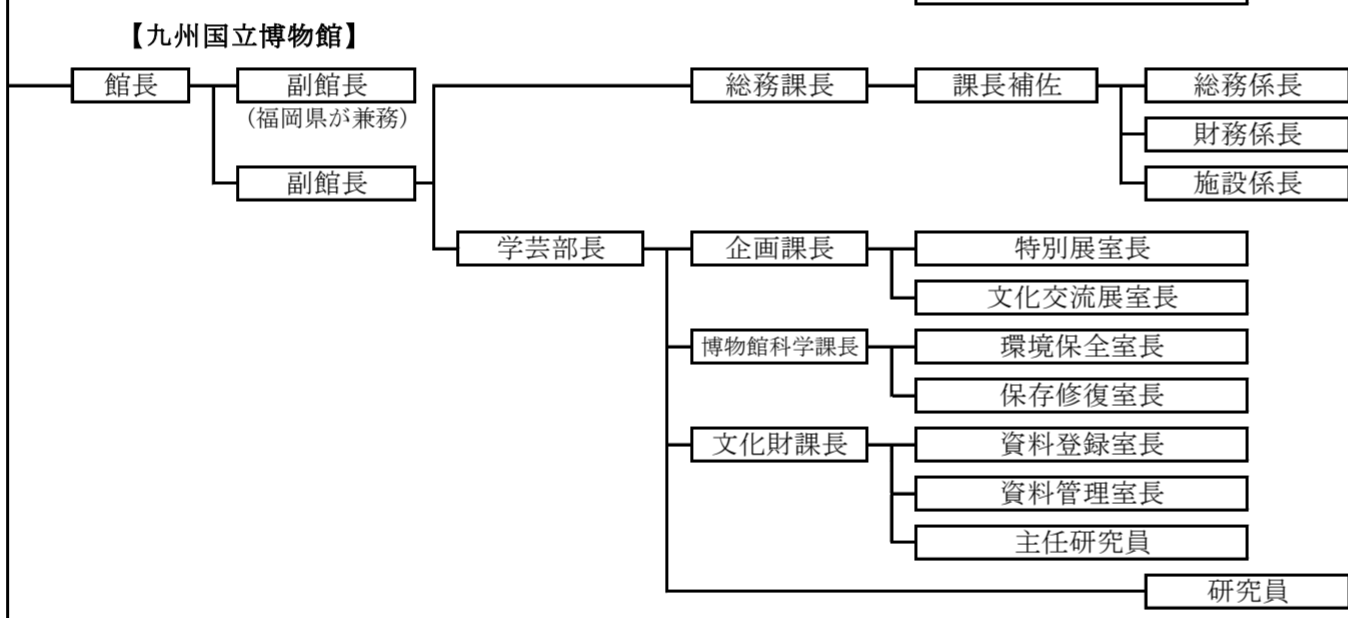 【九州国立博物館】
館長
副館長
総務課長
課長補佐
総務係長
(福岡県が兼務)
財務係長
副館長
施設係長
学芸部長
企画課長
特別展室長
文化交流展室長
博物館科学課長
環境保全室長
保存修復室長
文化財課長
資料登録室長
資料管理室長
主任研究員
研究員